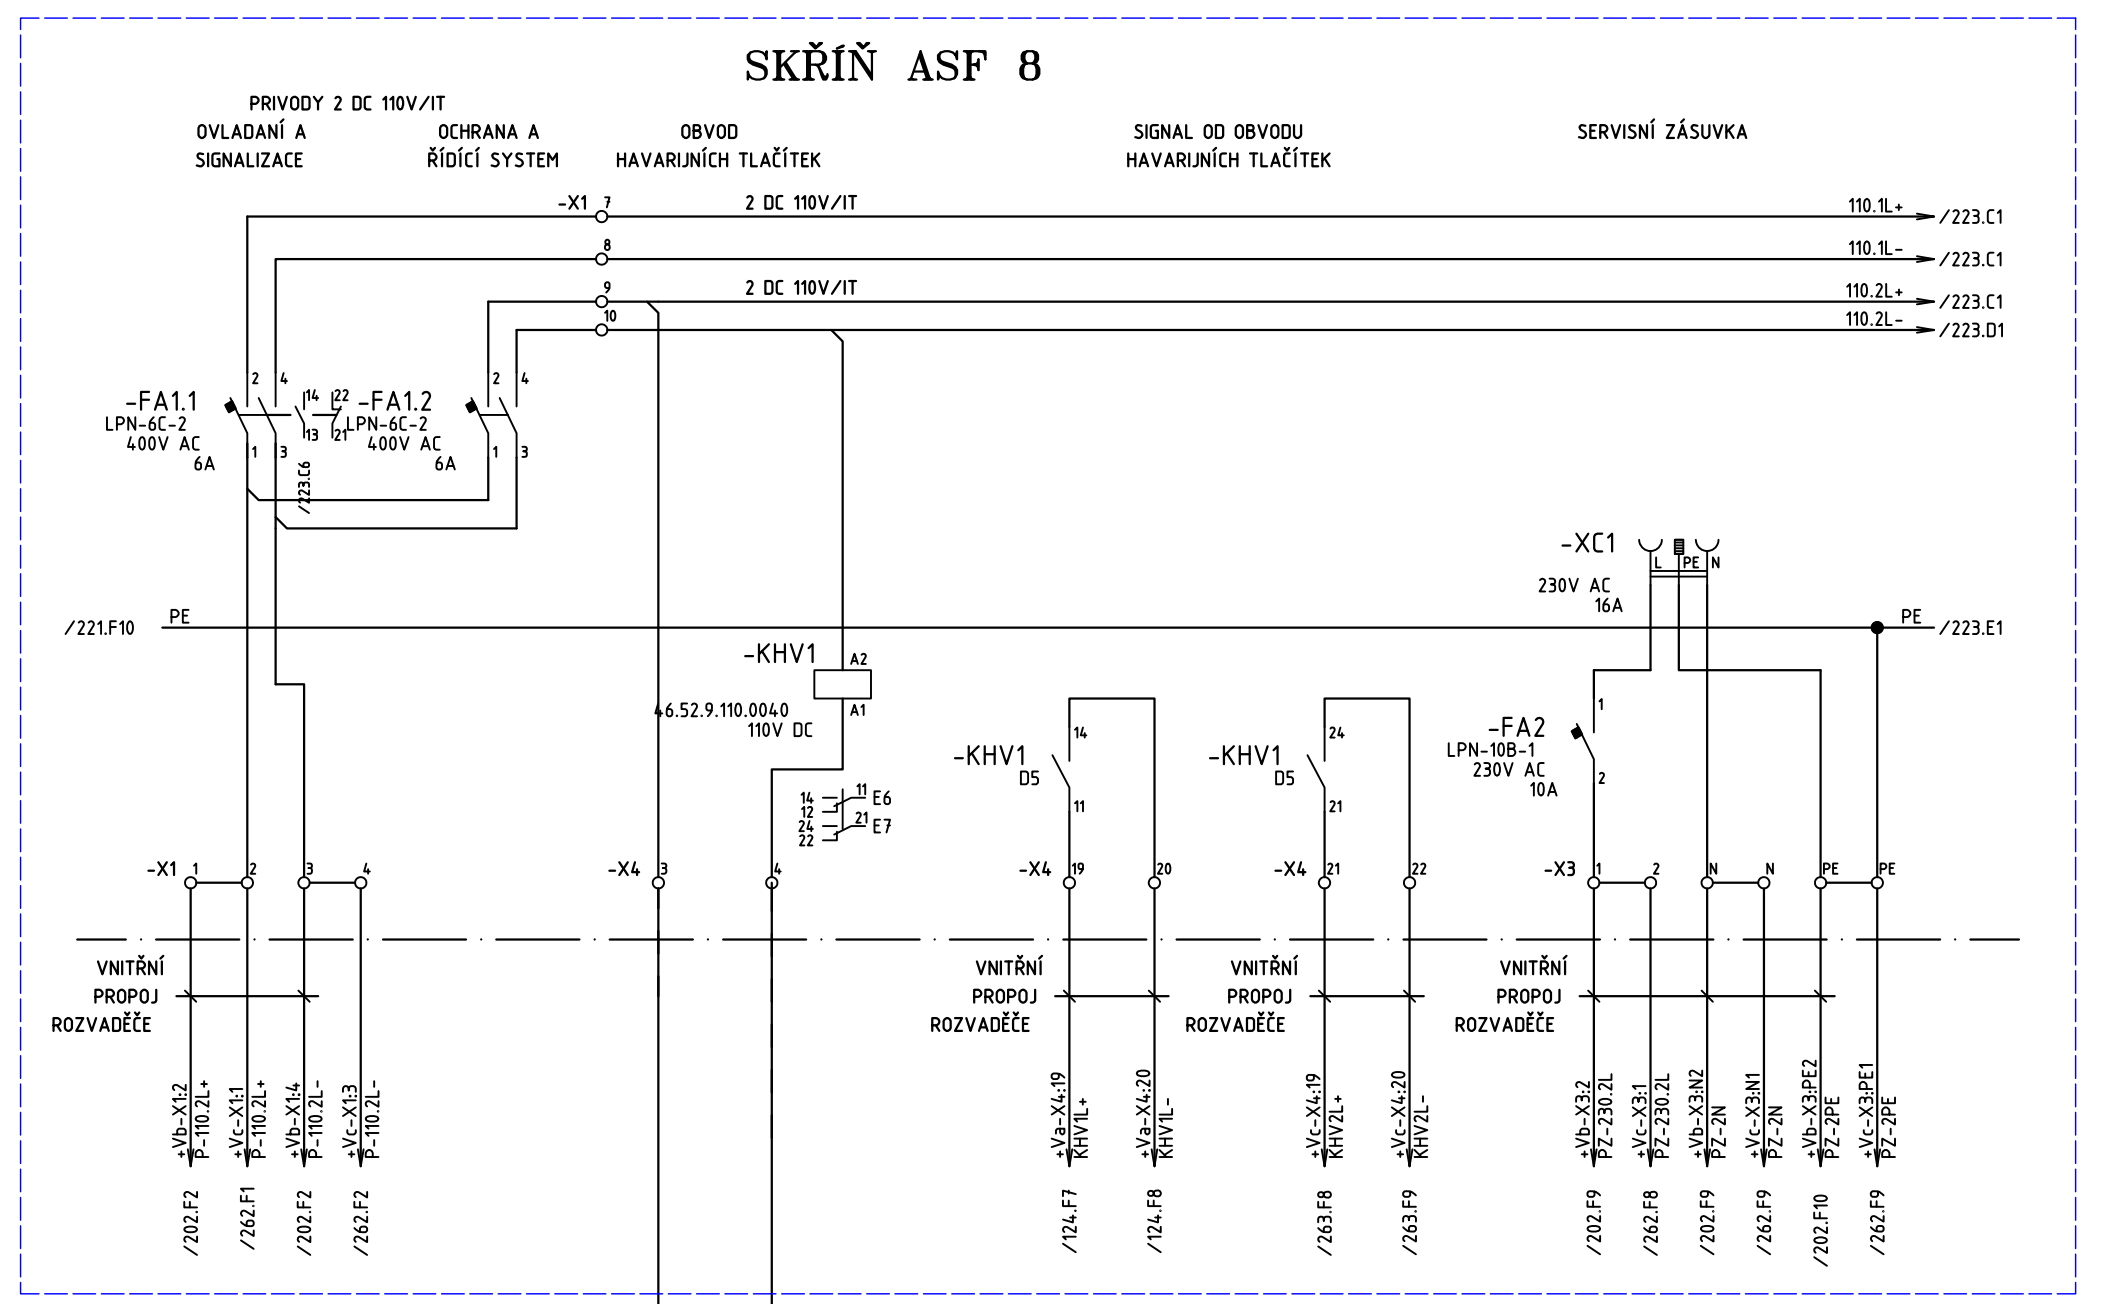 SKŘÍŇ ASF 8
PRIVODY 2 DC 110V/IT
OVLADANÍ A
SIGNALIZACE
OCHRANA A
ŘÍDÍCÍ SYSTEM
OBVOD
HAVARIJNÍCH TLAČÍTEK
SIGNAL OD OBVODU
HAVARIJNÍCH TLAČÍTEK
SERVISNÍ ZÁSUVKA
-X1 7
2 DC 110V/IT
110.1L+
/223.C1
8
110.1L-
/223.C1
9
2 DC 110V/IT
110.2L+
/223.C1
10
110.2L-
/223.D1
2
4
14
22
-FA1.1
LPN-6C-2
400V AC
6A
13
21
1
3
/223.C6
-FA1.2
LPN-6C-2
400V AC
6A
2
4
1
3
-XC1
L
PE
N
230V AC
16A
/221.F10
PE
PE
/223.E1
-KHV1
A2
A1
46.52.9.110.0040
110V DC
14
12
11
E6
24
22
21
E7
-KHV1
D5
14
11
-KHV1
D5
24
21
-FA2
LPN-10B-1
230V AC
10A
1
2
-X1 1 2 3 4
-X4 3 4
-X4 19 20
-X4 21 22
-X3 1 2 N N PE PE
VNITŘNÍ
PROPOJ
ROZVADĚČE
VNITŘNÍ
PROPOJ
ROZVADĚČE
VNITŘNÍ
PROPOJ
ROZVADĚČE
VNITŘNÍ
PROPOJ
ROZVADĚČE
+Vb-X1:2
P-110.2L+
+Vc-X1:1
P-110.2L+
+Vb-X1:4
P-110.2L-
+Vc-X1:3
P-110.2L-
+Va-X4:19
KHV1L+
+Va-X4:20
KHV1L-
+Vc-X4:19
KHV2L+
+Vc-X4:20
KHV2L-
+Vb-X3:2
PZ-230.2L
+Vc-X3:1
PZ-230.2L
+Vb-X3:N2
PZ-2N
+Vc-X3:N1
PZ-2N
+Vb-X3:PE2
PZ-2PE
+Vc-X3:PE1
PZ-2PE
/202.F2
/262.F1
/202.F2
/262.F2
/124.F7
/124.F8
/263.F8
/263.F9
/202.F9
/262.F8
/202.F9
/262.F9
/202.F10
/262.F9